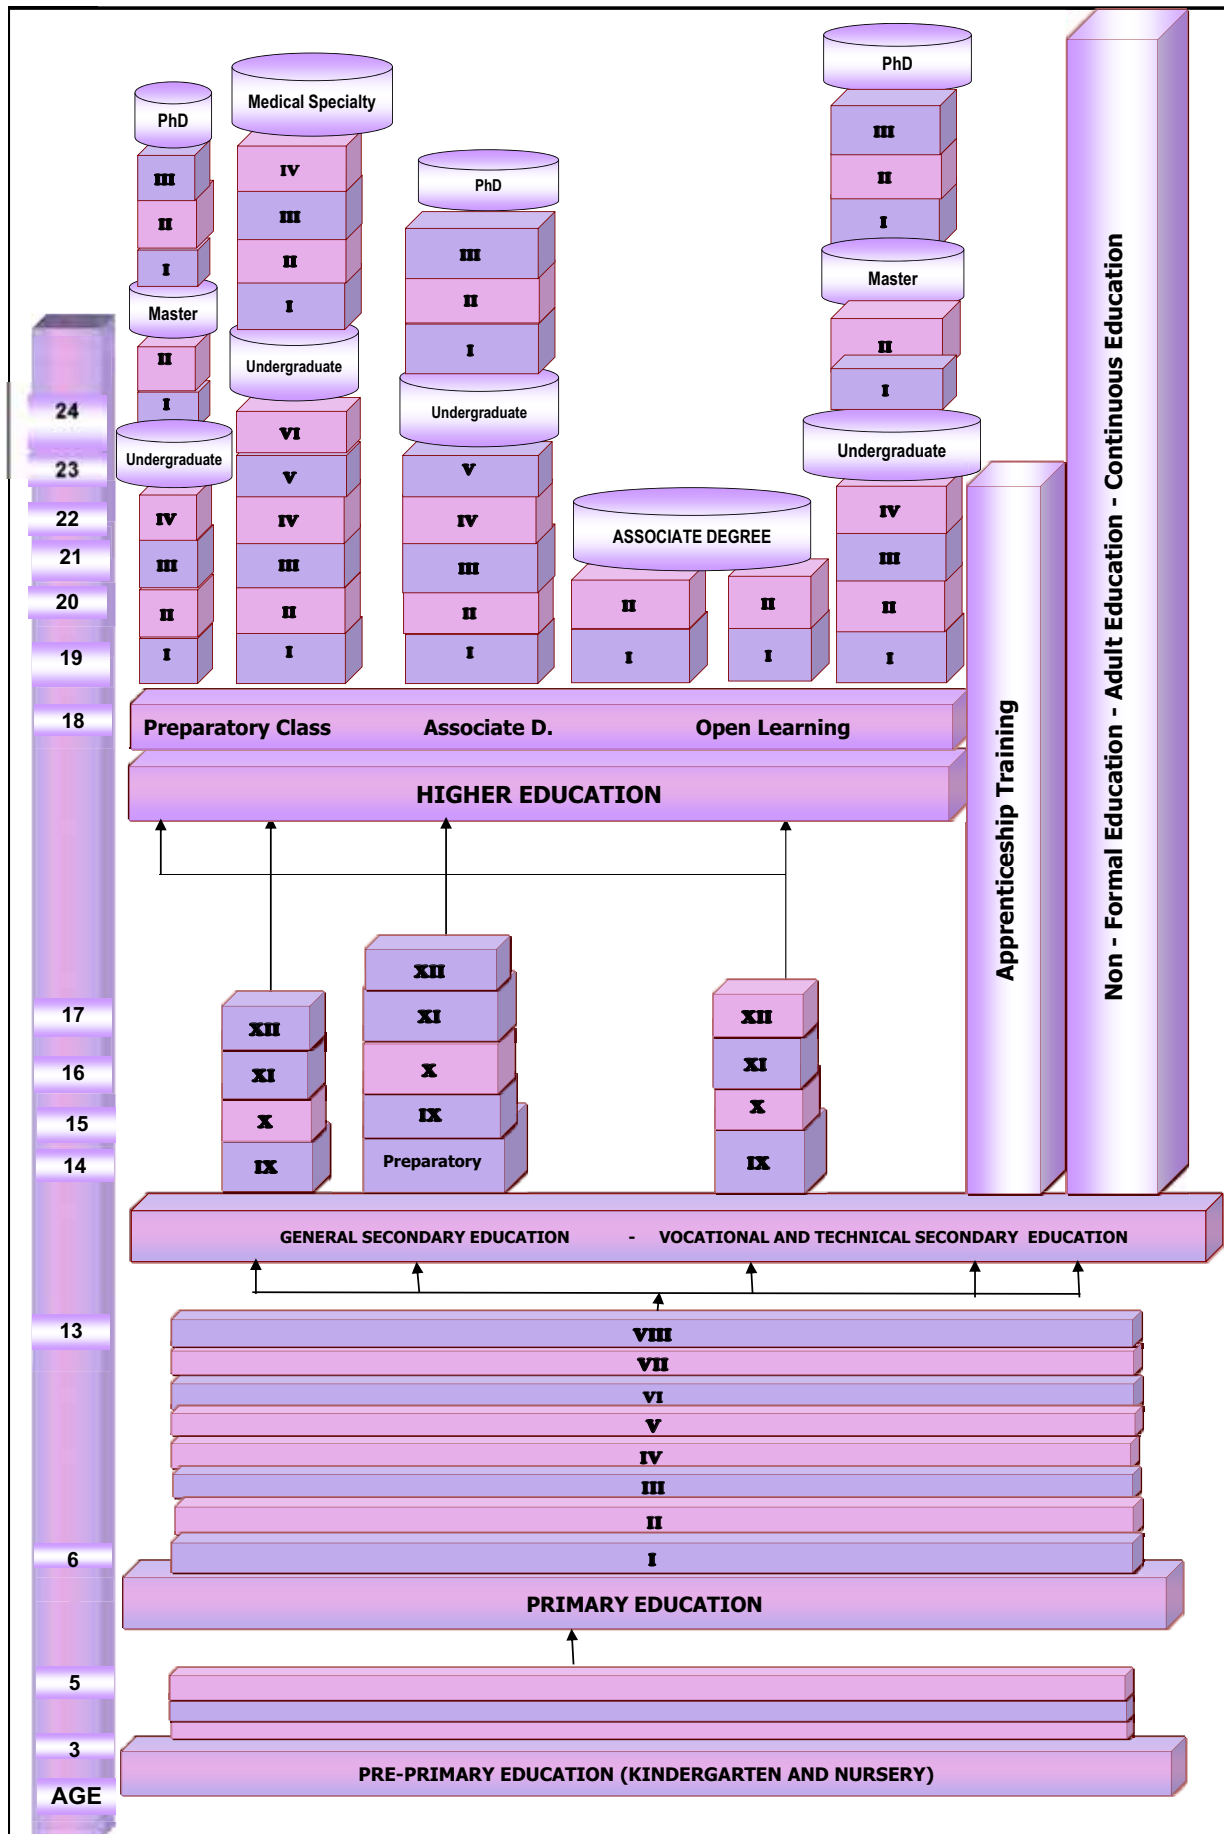 PhD
III
II
I
Master
II
I
Undergraduate
IV
III
II
I
Medical Specialty
IV
III
II
I
Undergraduate
VI
V
IV
III
II
I
PhD
III
II
I
Undergraduate
V
IV
III
II
I
ASSOCIATE DEGREE
II
I
II
I
PhD
III
II
I
Master
II
I
Undergraduate
IV
III
II
I
Preparatory Class
Associate D.
Open Learning
HIGHER EDUCATION
XII
XI
X
IX
XII
XI
X
IX
Preparatory
XII
XI
X
IX
Apprenticeship Training
Non - Formal Education - Adult Education - Continuous Education
GENERAL SECONDARY EDUCATION - VOCATIONAL AND TECHNICAL SECONDARY EDUCATION
VIII
VII
VI
V
IV
III
II
I
PRIMARY EDUCATION
PRE-PRIMARY EDUCATION (KINDERGARTEN AND NURSERY)
24
23
22
21
20
19
18
17
16
15
14
13
6
5
3
AGE